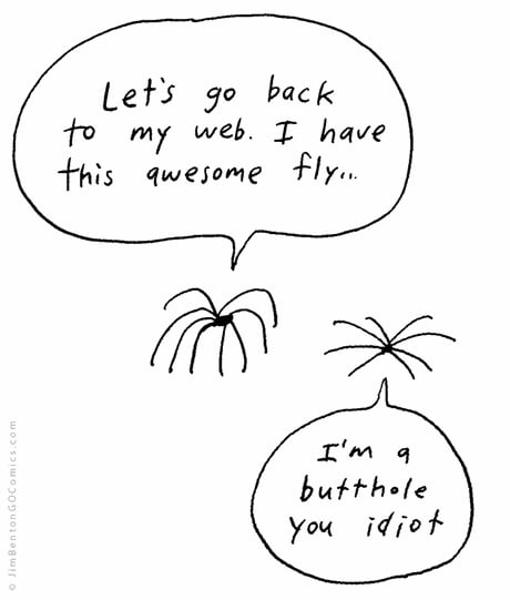 Let's go back
to my web. I have
this awesome fly...
I'm a
butthole
you idiot
© JimBentonGOComics.com